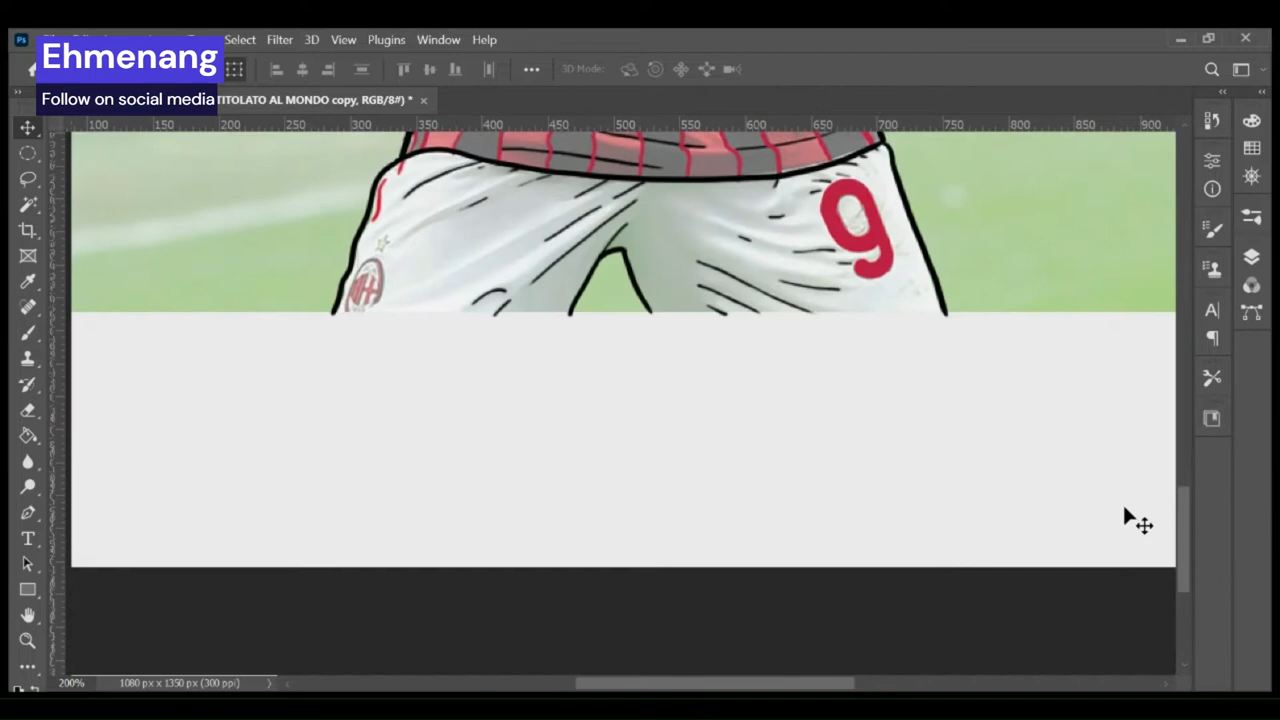 Ps
Select Filter 3D View Plugins Window Help
Ehmenang
Follow on social media
3D Mode:
TITOLATO AL MONDO copy, RGB/8#) * ×
100 150 200 250 300 350 400 450 500 550 600 650 700 750 800 850 900
9
200% 1080 px x 1350 px (300 ppi)